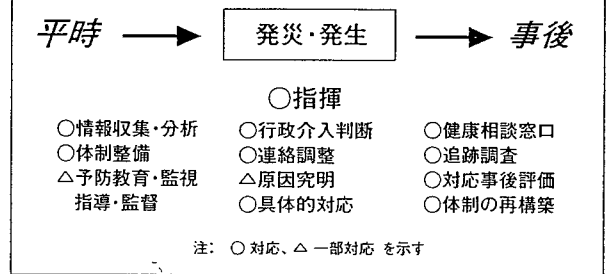 平時 → 発災・発生 → 事後
○指揮
○情報収集・分析 ○行政介入判断 ○健康相談窓口
○体制整備 ○連絡調整 ○追跡調査
△予防教育・監視 △原因究明 ○対応事後評価
指導・監督 ○具体的対応 ○体制の再構築
注: ○ 対応、△ 一部対応 を示す